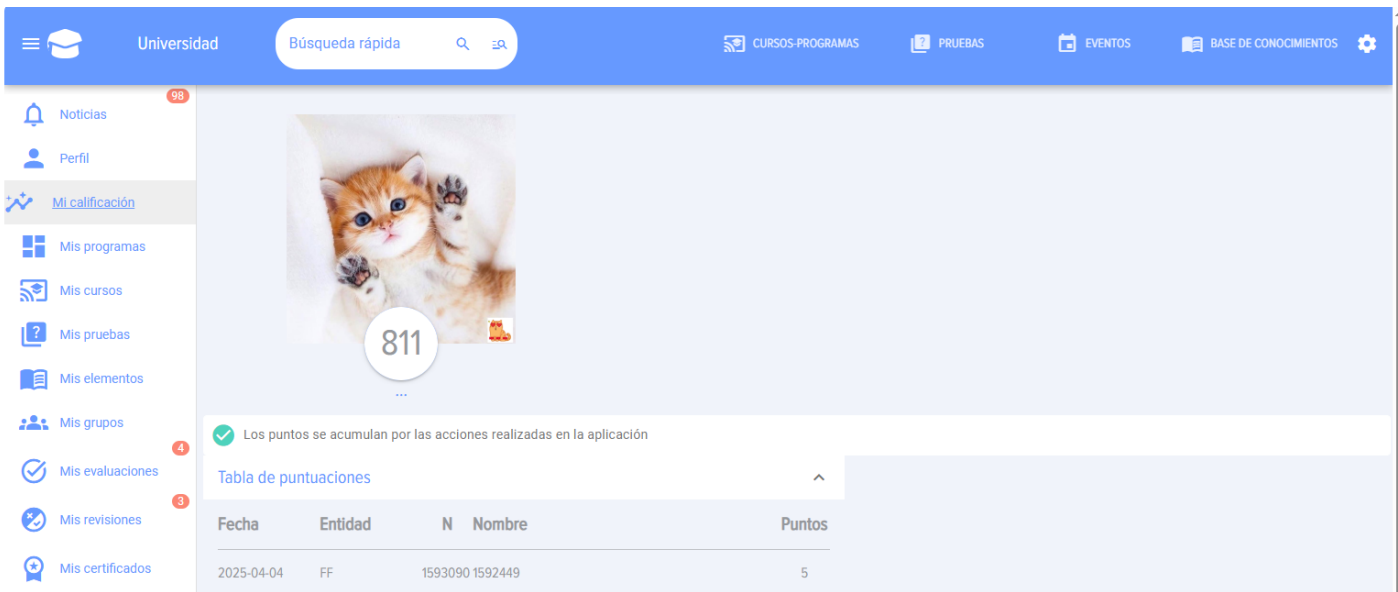 Universidad
Búsqueda rápida
CURSOS-PROGRAMAS
PRUEBAS
EVENTOS
BASE DE CONOCIMIENTOS
98
Noticias
Perfil
Mi calificación
Mis programas
Mis cursos
Mis pruebas
Mis elementos
Mis grupos
4
Mis evaluaciones
3
Mis revisiones
Mis certificados
811
...
Los puntos se acumulan por las acciones realizadas en la aplicación
Tabla de puntuaciones
Fecha Entidad N Nombre Puntos
2025-04-04 FF 1593090 1592449 5